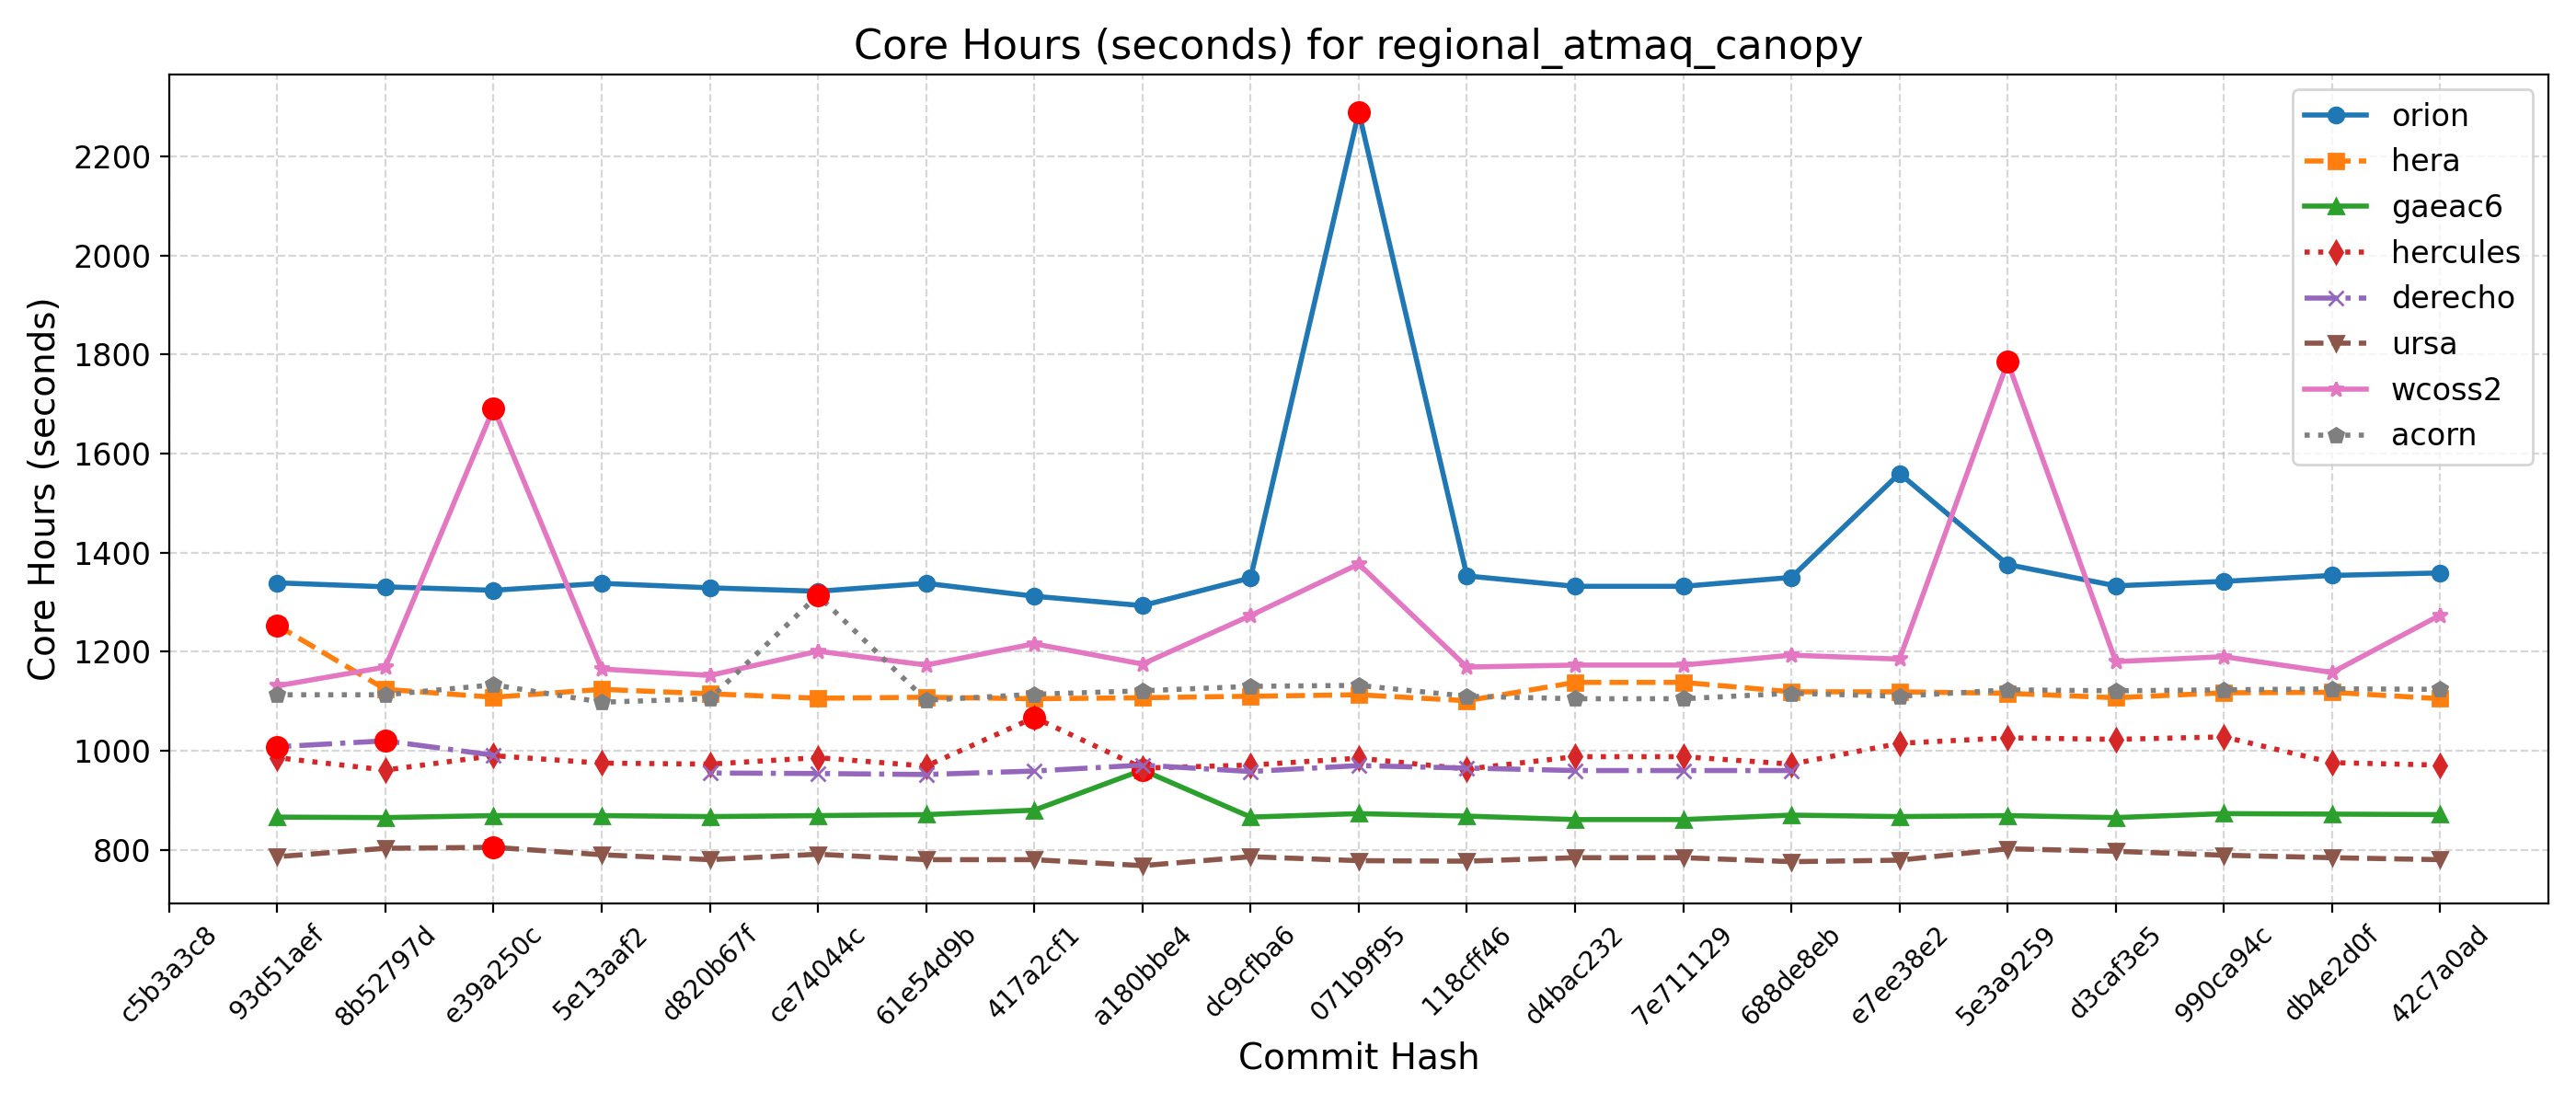 Core Hours (seconds) for regional_atmaq_canopy
Core Hours (seconds)
2200
2000
1800
1600
1400
1200
1000
800
orion
hera
gaeac6
hercules
derecho
ursa
wcoss2
acorn
c5b3a3c8
93d51aef
8b52797d
e39a250c
5e13aaf2
d820b67f
ce74044c
61e54d9b
417a2cf1
a180bbe4
dc9cfba6
071b9f95
118cff46
d4bac232
7e711129
688de8eb
e7ee38e2
5e3a9259
d3caf3e5
990ca94c
db4e2d0f
42c7a0ad
Commit Hash